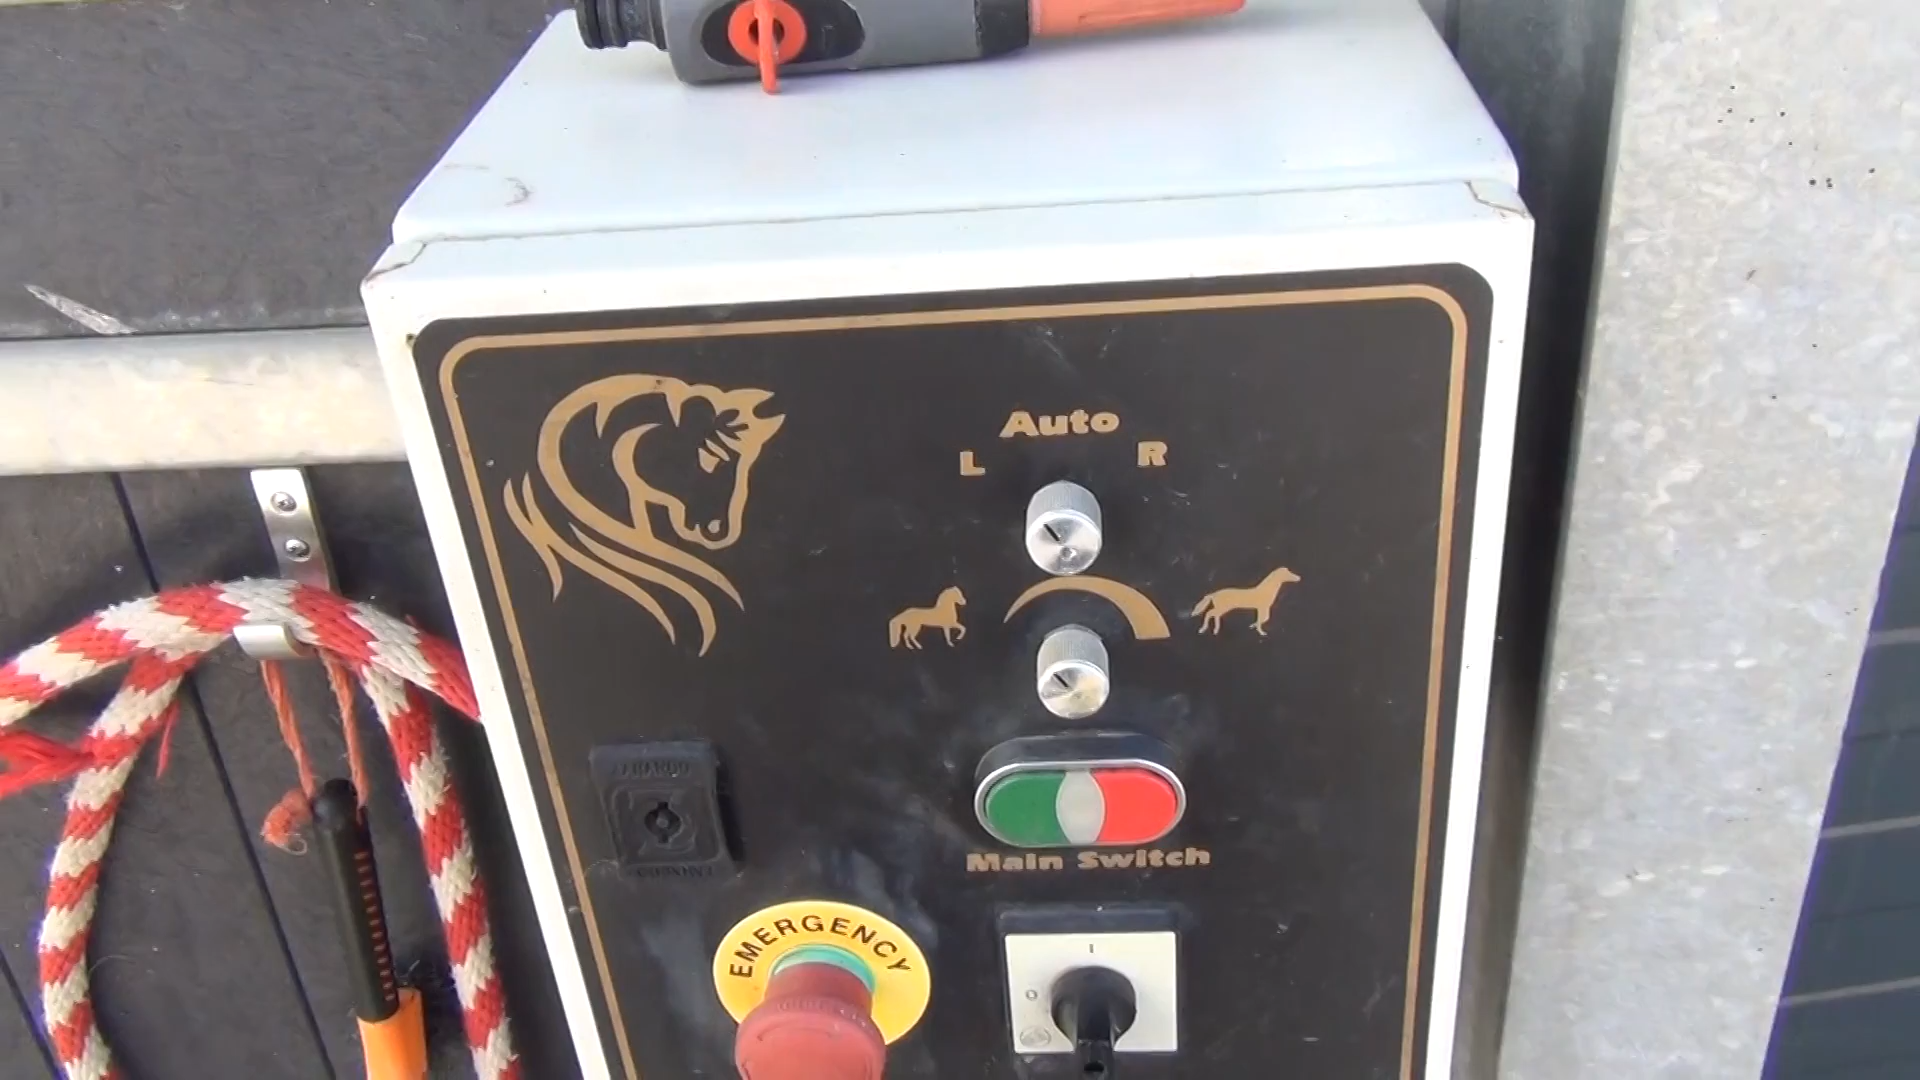 Auto
L R
Main Switch
EMERGENCY
I
O